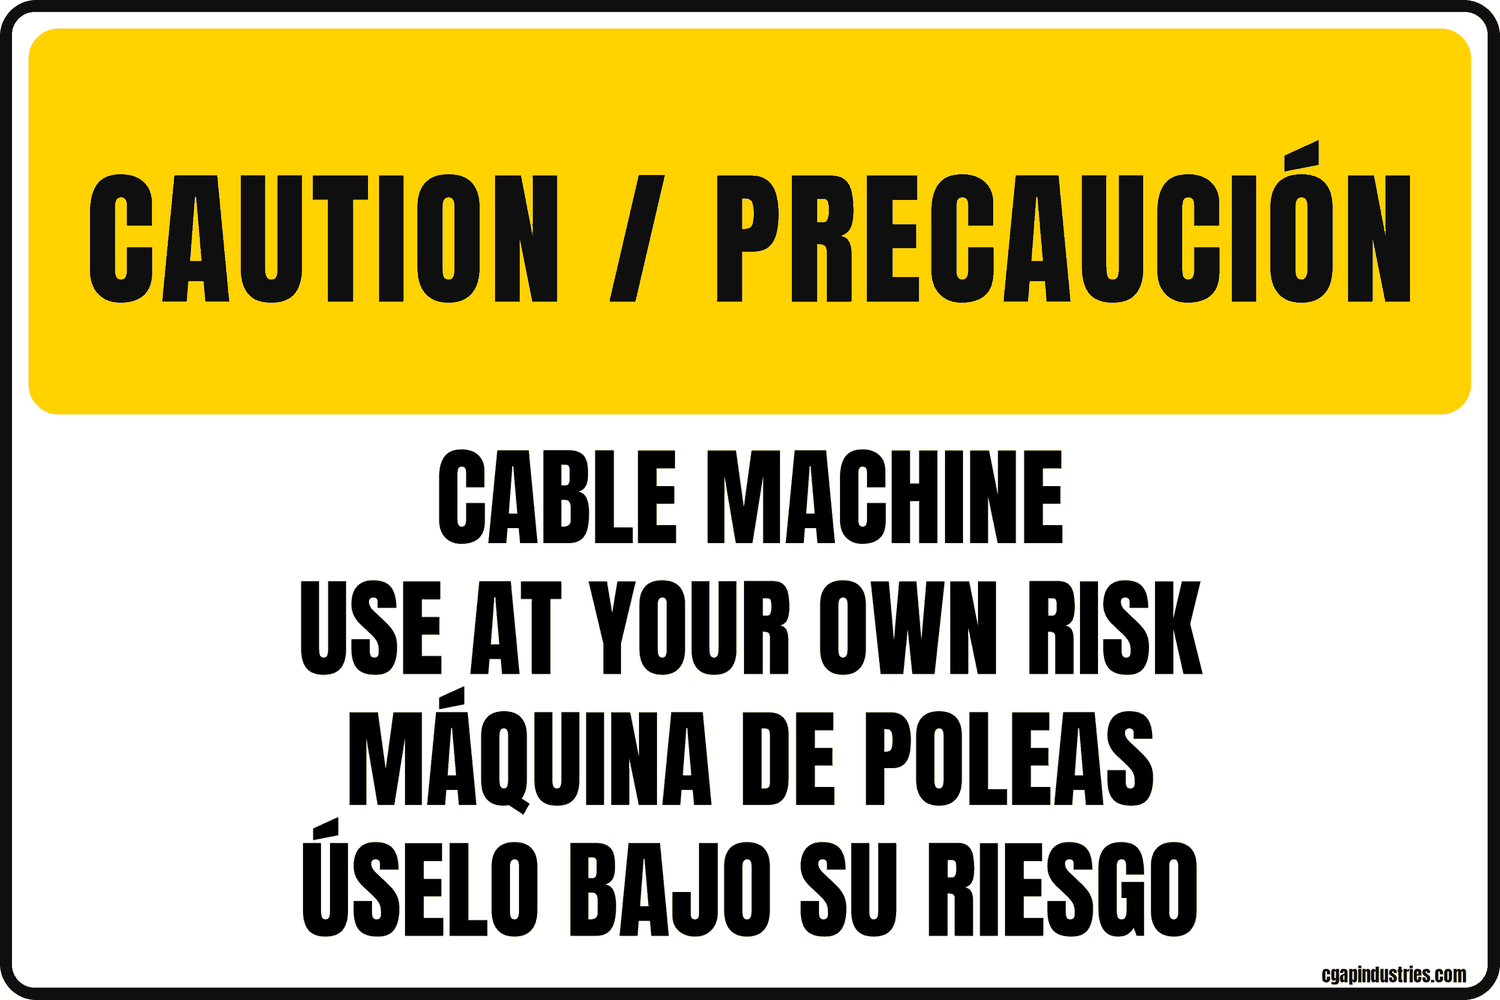 CAUTION / PRECAUCIÓN
CABLE MACHINE
USE AT YOUR OWN RISK
MÁQUINA DE POLEAS
ÚSELO BAJO SU RIESGO
cgapindustries.com